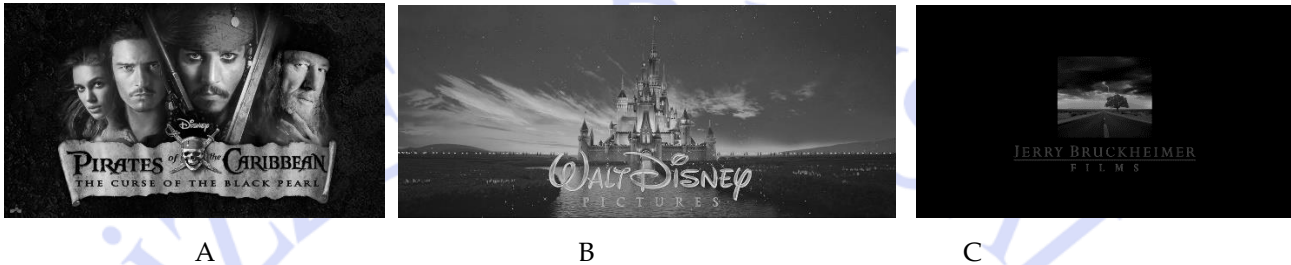 Disney
PIRATES of the CARIBBEAN
THE CURSE OF THE BLACK PEARL
WALT DISNEY
PICTURES
JERRY BRUCKHEIMER
FILMS
A
B
C